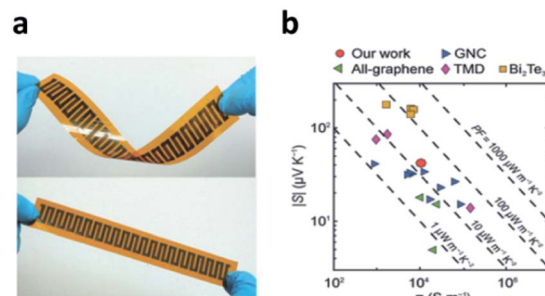 a
b
Our work
GNC
All-graphene
TMD
Bi₂Te₃
|S| (μV K⁻¹)
10²
10¹
PF = 1000 μW m⁻¹ K⁻²
100 μW m⁻¹ K⁻²
10 μW m⁻¹ K⁻²
1 μW m⁻¹ K⁻²
10²
10⁴